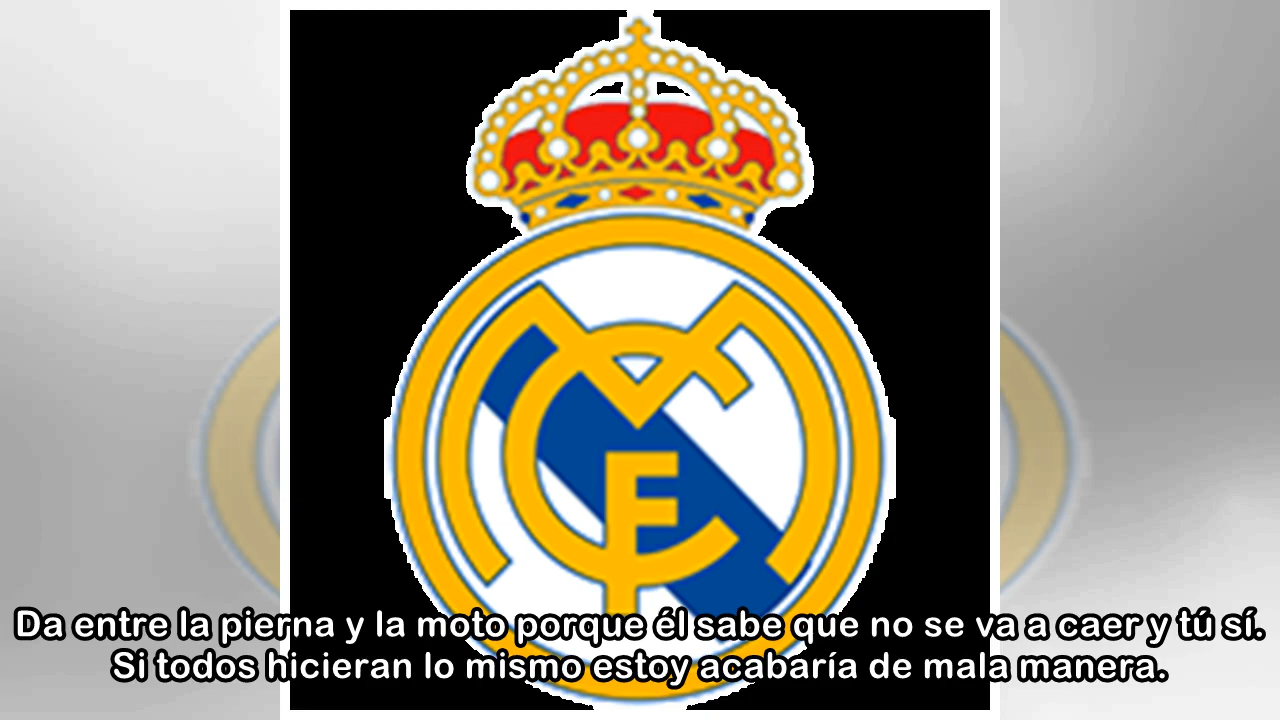 Da entre la pierna y la moto porque él sabe que no se va a caer y tú sí.
Si todos hicieran lo mismo estoy acabaría de mala manera.